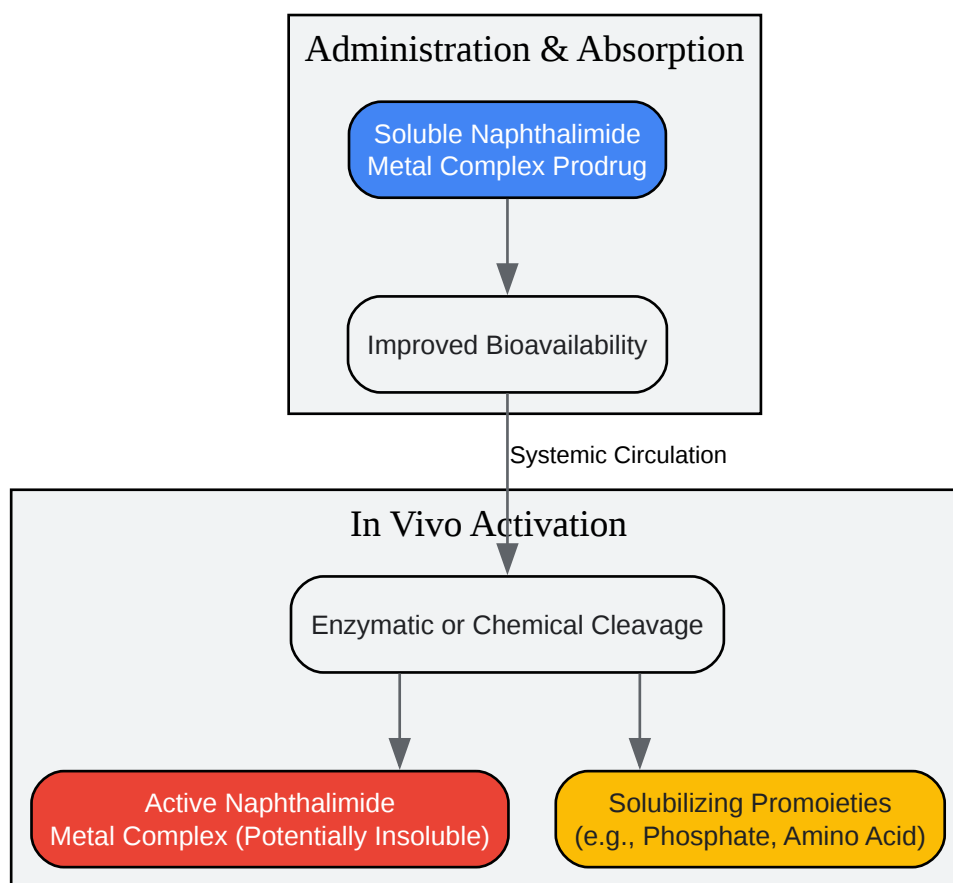 Administration & Absorption
Soluble Naphthalimide
Metal Complex Prodrug
Improved Bioavailability
Systemic Circulation
In Vivo Activation
Enzymatic or Chemical Cleavage
Active Naphthalimide
Metal Complex (Potentially Insoluble)
Solubilizing Promoieties
(e.g., Phosphate, Amino Acid)